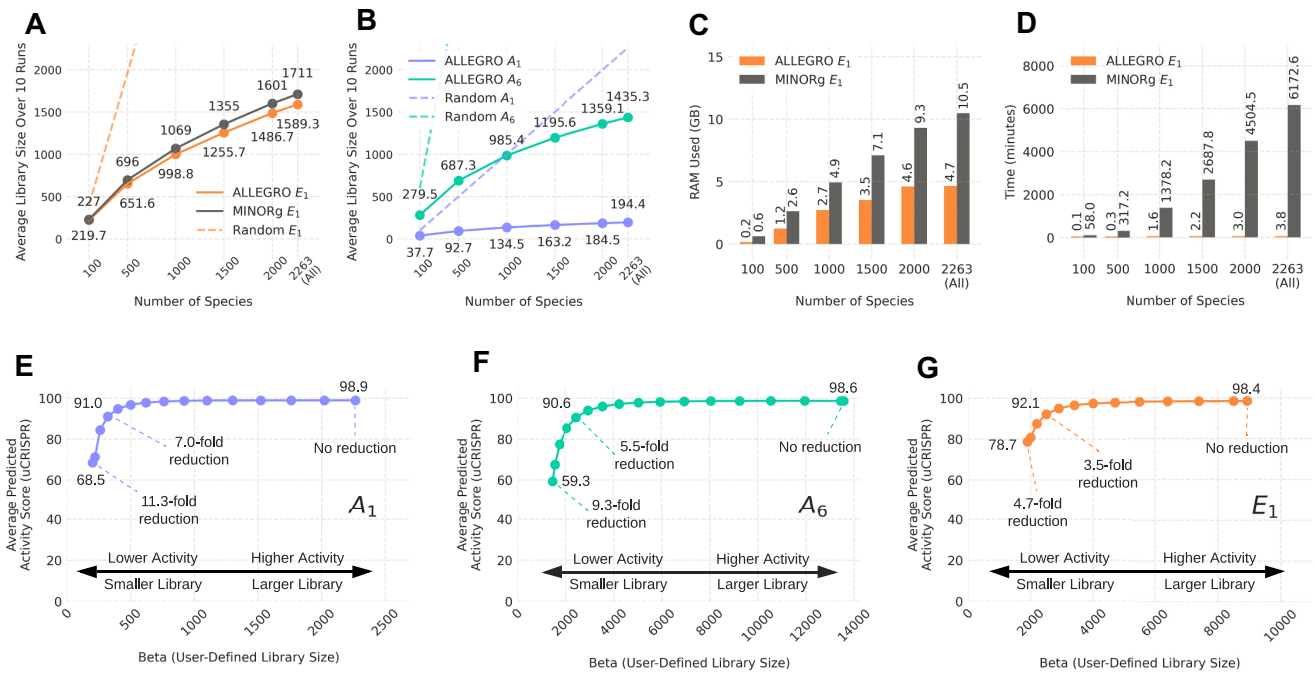 A
Average Library Size Over 10 Runs
2000
1500
1000
500
0
227
696
1069
1355
1601
1711
219.7
651.6
998.8
1255.7
1486.7
1589.3
ALLEGRO E1
MINORg E1
Random E1
100
500
1000
1500
2000
2263
(All)
Number of Species
B
Average Library Size Over 10 Runs
2000
1500
1000
500
0
ALLEGRO A1
ALLEGRO A6
Random A1
Random A6
279.5
687.3
985.4
1195.6
1359.1
1435.3
37.7
92.7
134.5
163.2
184.5
194.4
100
500
1000
1500
2000
2263
(All)
Number of Species
C
RAM Used (GB)
15
10
5
0
ALLEGRO E1
MINORg E1
0.2
0.6
1.2
2.6
2.7
4.9
3.5
7.1
4.6
9.3
4.7
10.5
100
500
1000
1500
2000
2263
(All)
Number of Species
D
Time (minutes)
8000
6000
4000
2000
0
ALLEGRO E1
MINORg E1
0.1
58.0
0.3
317.2
1.6
1378.2
2.2
2687.8
3.0
4504.5
3.8
6172.6
100
500
1000
1500
2000
2263
(All)
Number of Species
E
Average Predicted
Activity Score (uCRISPR)
100
80
60
40
20
0
91.0
98.9
68.5
7.0-fold
reduction
11.3-fold
reduction
No reduction
A1
Lower Activity
Higher Activity
Smaller Library
Larger Library
0
500
1000
1500
2000
2500
Beta (User-Defined Library Size)
F
Average Predicted
Activity Score (uCRISPR)
100
80
60
40
20
0
90.6
98.6
59.3
5.5-fold
reduction
9.3-fold
reduction
No reduction
A6
Lower Activity
Higher Activity
Smaller Library
Larger Library
0
2000
4000
6000
8000
10000
12000
14000
Beta (User-Defined Library Size)
G
Average Predicted
Activity Score (uCRISPR)
100
80
60
40
20
0
92.1
98.4
78.7
3.5-fold
reduction
4.7-fold
reduction
No reduction
E1
Lower Activity
Higher Activity
Smaller Library
Larger Library
0
2000
4000
6000
8000
10000
Beta (User-Defined Library Size)